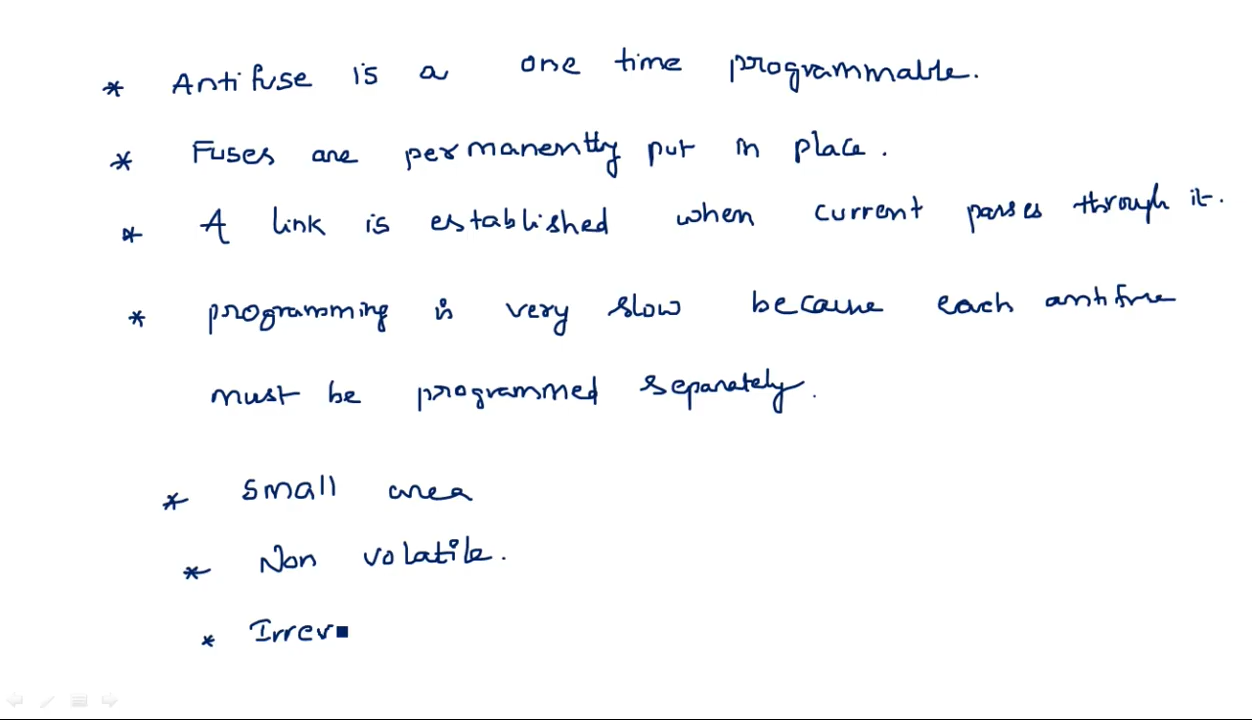 * Antifuse is a one time programmable.
* Fuses are permanently put in place.
* A link is established when current passes through it.
* programming is very slow because each antifuse
must be programmed separately.
* small area
* Non volatile.
* Irrev